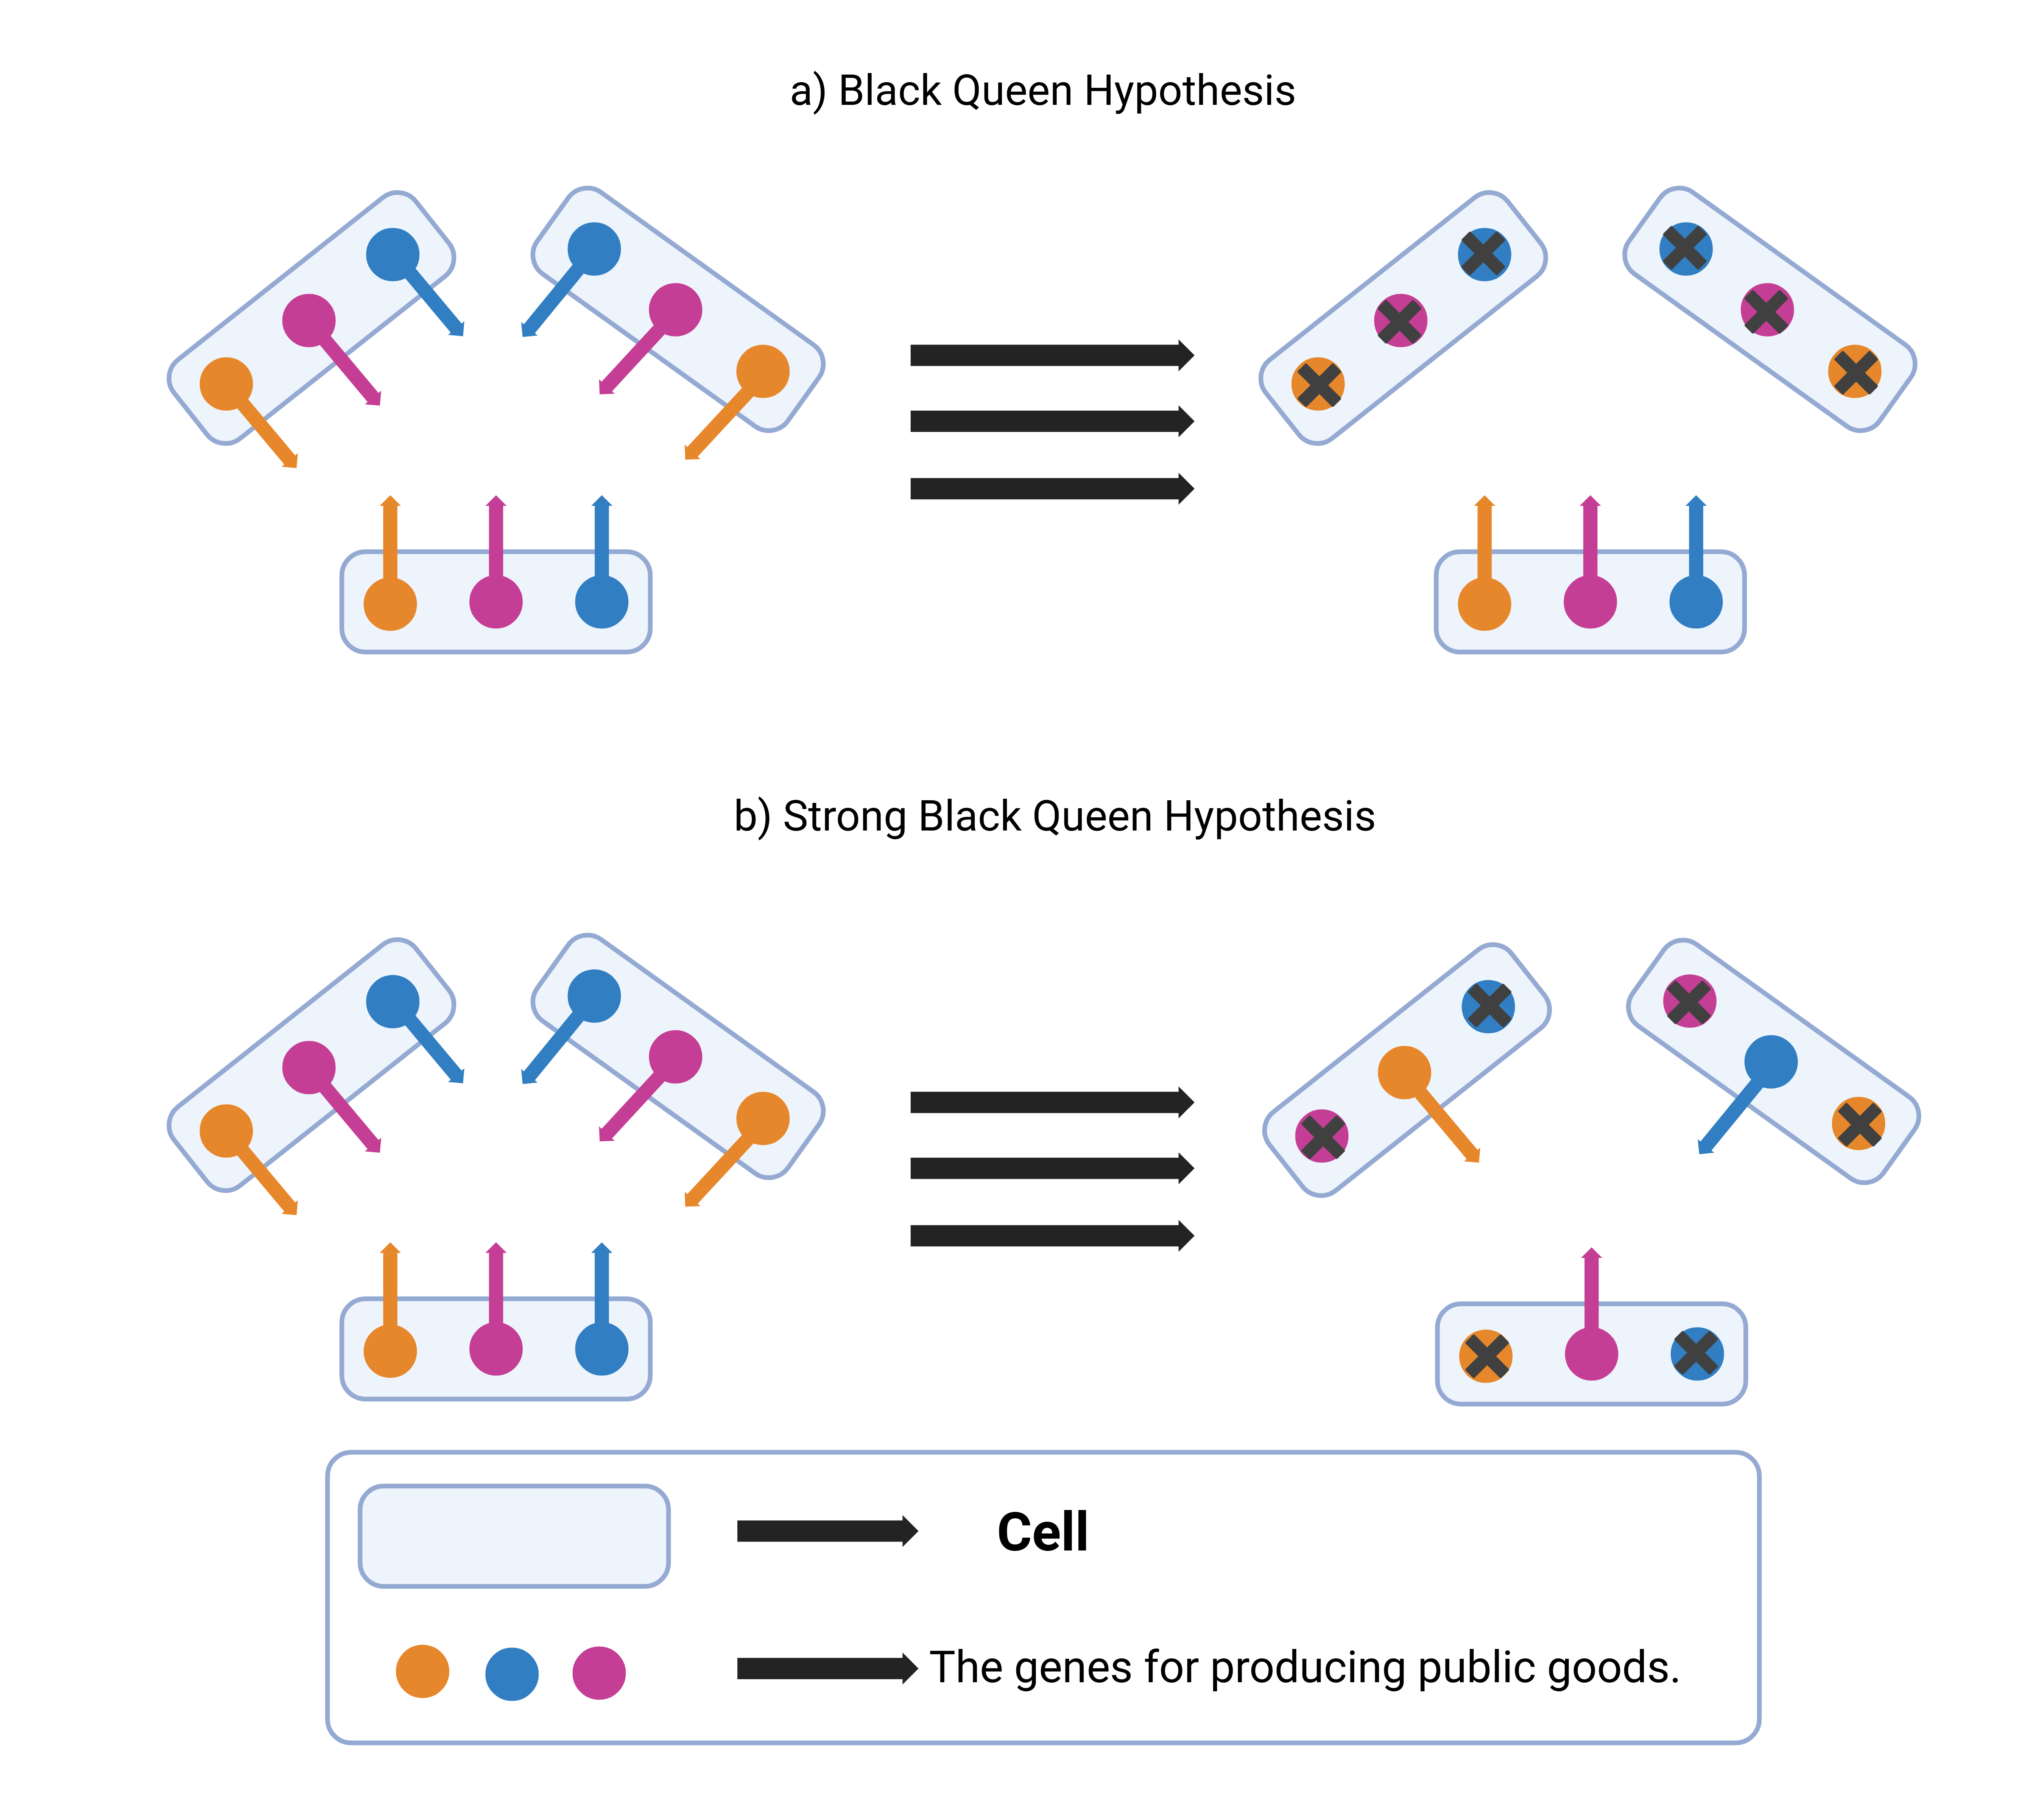 a) Black Queen Hypothesis
b) Strong Black Queen Hypothesis
Cell
The genes for producing public goods.